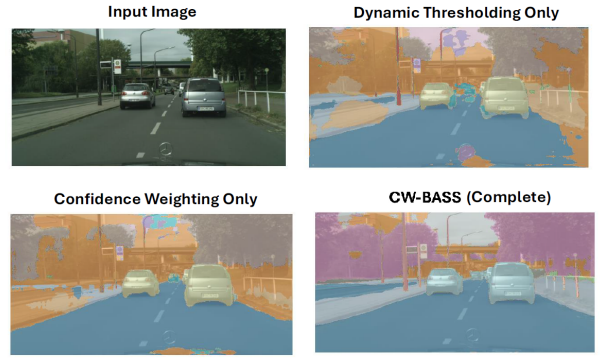 Input Image
Dynamic Thresholding Only
Confidence Weighting Only
CW-BASS (Complete)